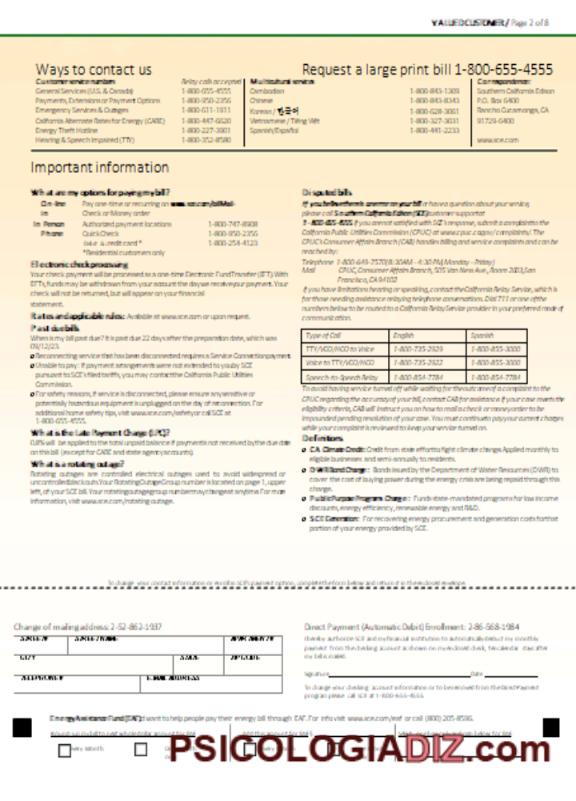 VALUED CUSTOMER / Page 2 of 8
Ways to contact us
Request a large print bill 1-800-655-4555
Customer service numbers
Relay calls accepted
General Services (U.S. & Canada) 1-800-655-4555
Payments, Extensions or Payment Options 1-800-950-2356
Emergency Services & Outages 1-800-611-1911
California Alternate Rates for Energy (CARE) 1-800-447-6620
Energy Theft Hotline 1-800-227-3901
Hearing & Speech Impaired (TTY) 1-800-352-8580
Multicultural services
Cambodian 1-800-843-1309
Chinese 1-800-843-8343
Korean / 한국어 1-800-628-3061
Vietnamese / Tiếng Việt 1-800-327-3031
Spanish/Español 1-800-441-2233
Correspondence:
Southern California Edison
P.O. Box 6400
Rancho Cucamonga, CA
91729-6400
www.sce.com
Important information
What are my options for paying my bill?
On-line Pay one-time or recurring on
in Check or Money order
In Person Authorized payment locations 1-800-747-8908
Phone QuickCheck 1-800-950-2356
& credit card * 1-800-254-4123
*Residential customers only
Electronic check processing
Your check payment will be processed as a one-time Electronic Fund Transfer (EFT). With
EFTs, funds may be withdrawn from your account the day we receive your payment. Your
check will not be returned, but will appear on your financial
statement.
Rates and applicable rules: Available at www.sce.com or upon request.
Past due bills
When is my bill past due? It is past due 22 days after the preparation date, which was
09/12/23.
Reconnecting service that has been disconnected requires a Service Connection payment.
Unable to pay: If payment arrangements were not extended to you by SCE
pursuant to SCE's filed tariffs, you may contact the California Public Utilities
Commission.
For safety reasons, if service is disconnected, please ensure any sensitive or
potentially hazardous equipment is unplugged on the day of reconnection. For
additional home safety tips, visit www.sce.com/safety or call SCE at
1-800-655-4555.
What is the Late Payment Charge (LPC)?
0.8% will be applied to the total unpaid balance if payment is not received by the due date
on this bill (except for CARE and state agency accounts).
What is a rotating outage?
Rotating outages are controlled electrical outages used to avoid widespread or
uncontrolled blackouts. Your Rotating Outage Group number is located on page 1, upper
left, of your SCE bill. Your rotating outage group number may change at any time. For more
information, visit www.sce.com/rotating outage.
Disputed bills
If you believe there is an error on your bill or have a question about your service,
please call Southern California Edison (SCE) customer support at
1-800-655-4555. If you are not satisfied with SCE's response, submit a complaint to the
California Public Utilities Commission (CPUC) at www.cpuc.ca.gov/complaints/. The
CPUC's Consumer Affairs Branch (CAB) handles billing and service complaints and can be
reached by:
Telephone 1-800-649-7570 (8:30AM - 4:30 PM, Monday - Friday)
Mail CPUC, Consumer Affairs Branch, 505 Van Ness Ave., Room 2003, San
Francisco, CA 94102
If you have limitations hearing or speaking, contact the California Relay Service, which is
for those needing assistance relaying telephone conversations. Dial 711 or one of the
numbers below to be routed to a California Relay Service provider in your preferred mode of
communication.
Type of Call English Spanish
TTY/VCO/HCO to Voice 1-800-735-2929 1-800-855-3000
Voice to TTY/VCO/HCO 1-800-735-2922 1-800-855-3000
Speech-to-Speech Relay 1-800-854-7784 1-800-854-7784
To avoid having service turned off while waiting for the outcome of a complaint to the
CPUC regarding the accuracy of your bill, contact CAB for assistance. If your case meets the
eligibility criteria, CAB will instruct you on how to mail a check or money order to be
impounded pending resolution of your case. You must continue to pay your current charges
while your complaint is reviewed to keep your service turned on.
Definitions
CA Climate Credit: Credit from state effort to fight climate change. Applied monthly to
eligible businesses and semi-annually to residents.
DWR Bond Charge: Bonds issued by the Department of Water Resources (DWR) to
cover the cost of buying power during the energy crisis are being repaid through this
charge.
Public Purpose Programs Charge: Funds state-mandated programs for low income
discounts, energy efficiency, renewable energy and R&D.
SCE Generation: For recovering energy procurement and generation costs for that
portion of your energy provided by SCE.
To change your contact information or enroll in SCE's payment option, complete the form below and return it in the enclosed envelope.
Change of mailing address: 2-52-862-1937
CITY
TELEPHONE # E-MAIL ADDRESS
Direct Payment (Automatic Debit) Enrollment: 2-86-568-1984
I hereby authorize SCE and my financial institution to automatically deduct my monthly
payment from the checking account as shown on my enclosed check, ten calendar days after
my bill is mailed.
Signature Date
To change your checking account information or to be removed from the Direct Payment
program please call SCE at 1-800-655-4555.
Energy Assistance Fund (EAF): I want to help people pay their energy bill through EAF. For info visit www.sce.com/eaf or call (800) 205-8596.
every Month
PSICOLOGIADIZ.com